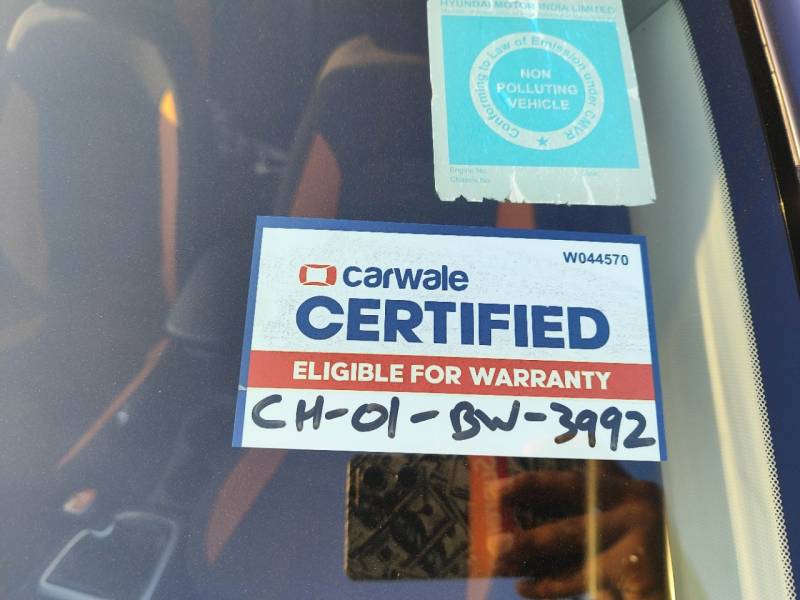 HYUNDAI MOTOR INDIA LIMITED
Conforming to Law of Emission under CMVR
NON
POLLUTING
VEHICLE
Engine No.
Chassis No.
W044570
carwale
CERTIFIED
ELIGIBLE FOR WARRANTY
CH-01-BW-3992